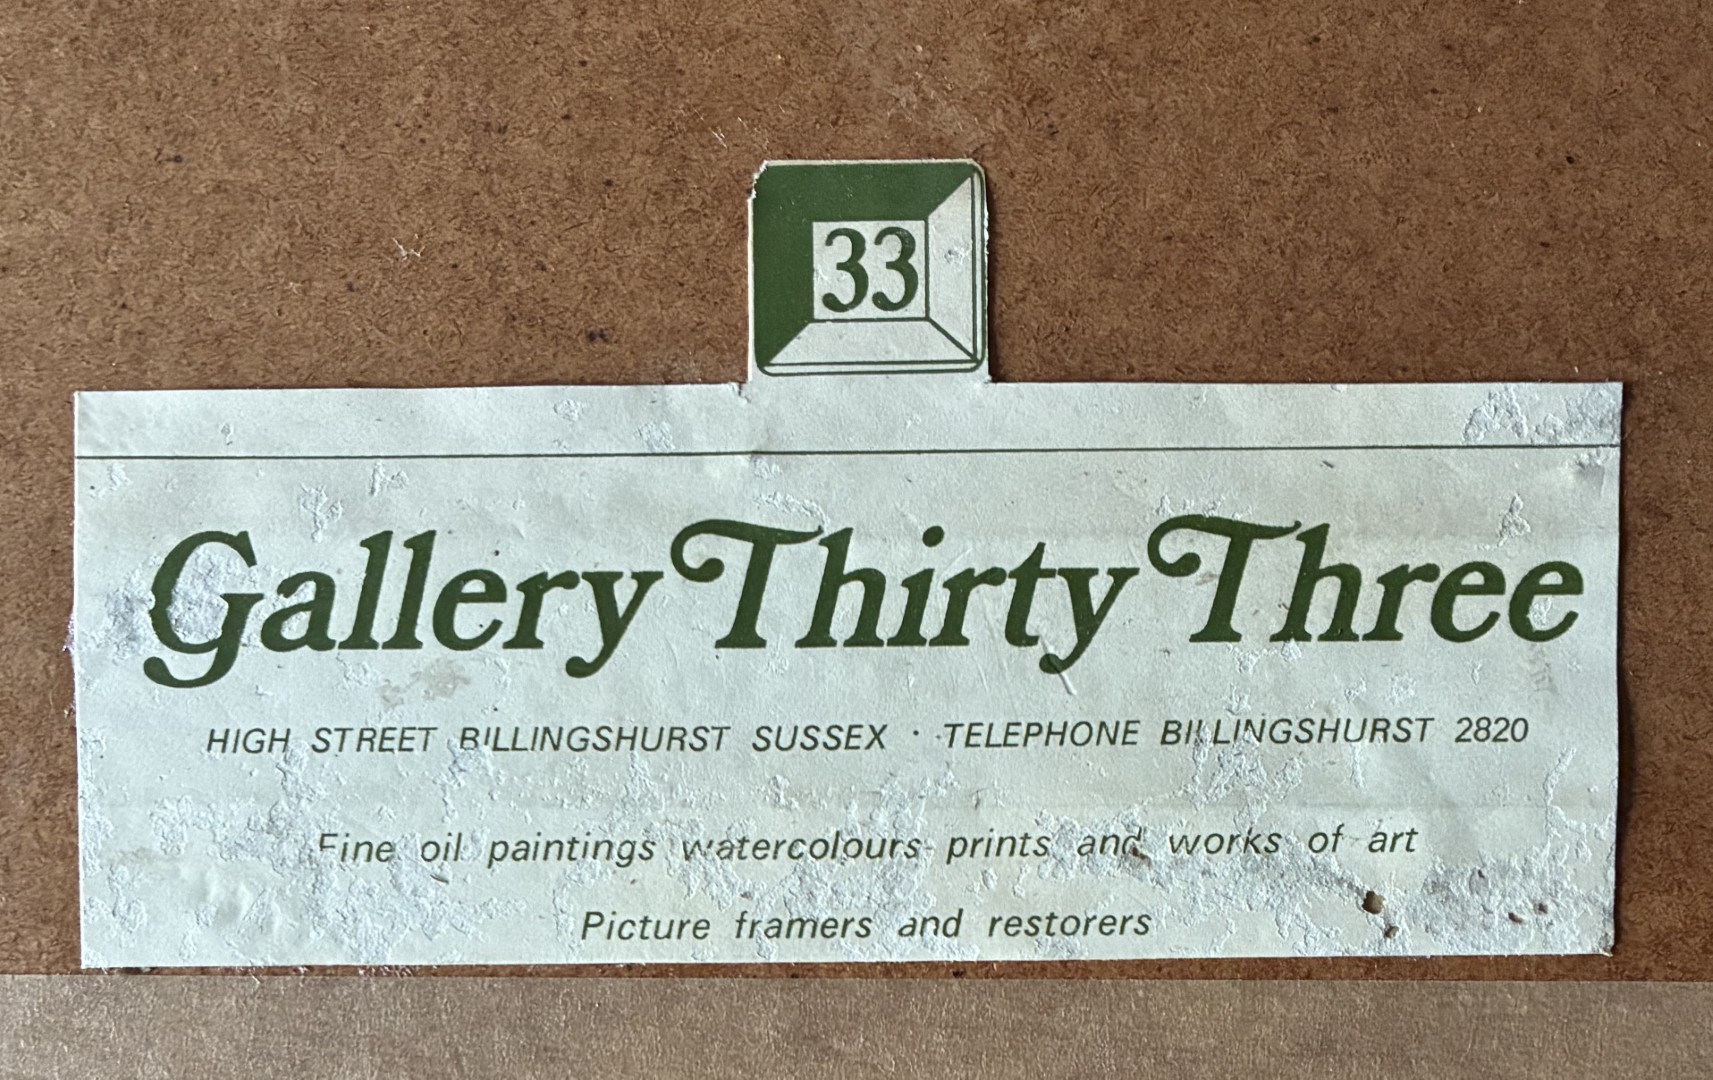 33
Gallery Thirty Three
HIGH STREET BILLINGSHURST SUSSEX · TELEPHONE BILLINGSHURST 2820
Fine oil paintings watercolours prints and works of art
Picture framers and restorers